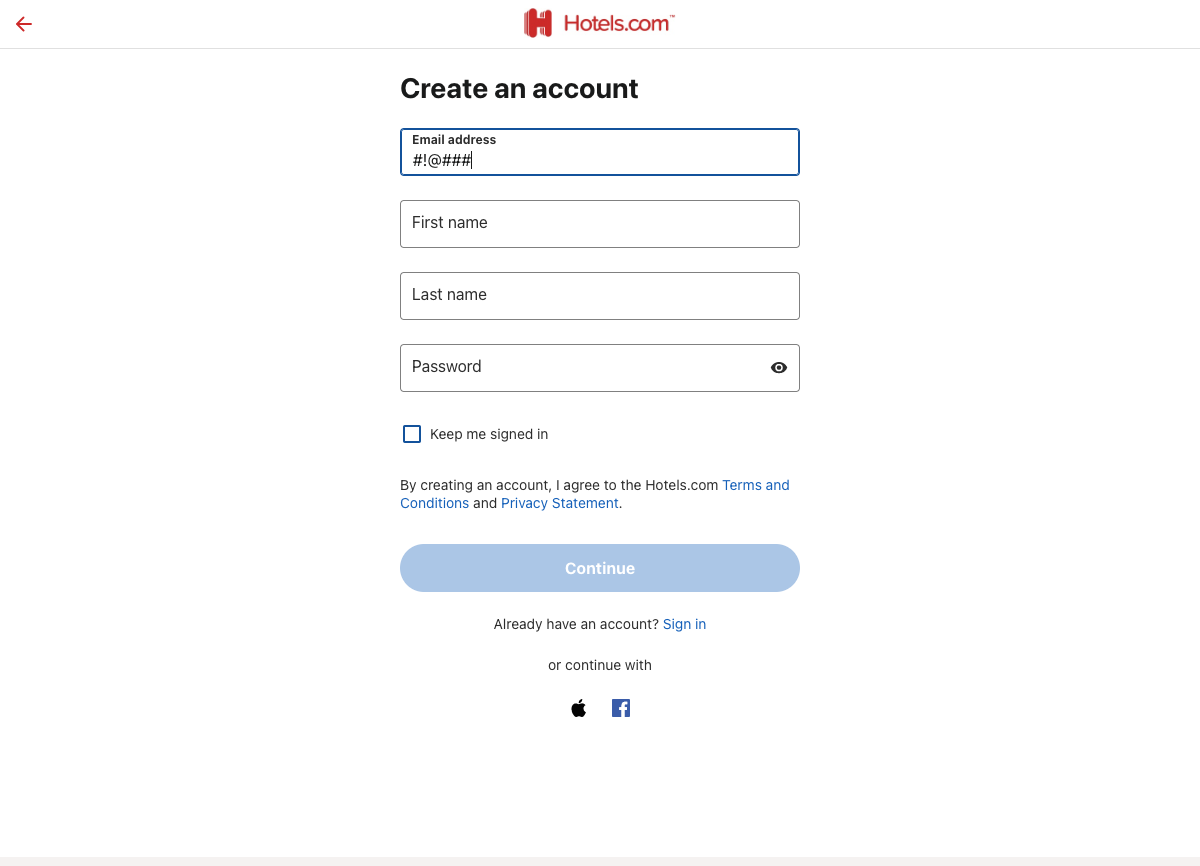 Hotels.com™
Create an account
Email address
#!@###
First name
Last name
Password
Keep me signed in
By creating an account, I agree to the Hotels.com Terms and
Conditions and Privacy Statement.
Continue
Already have an account? Sign in
or continue with